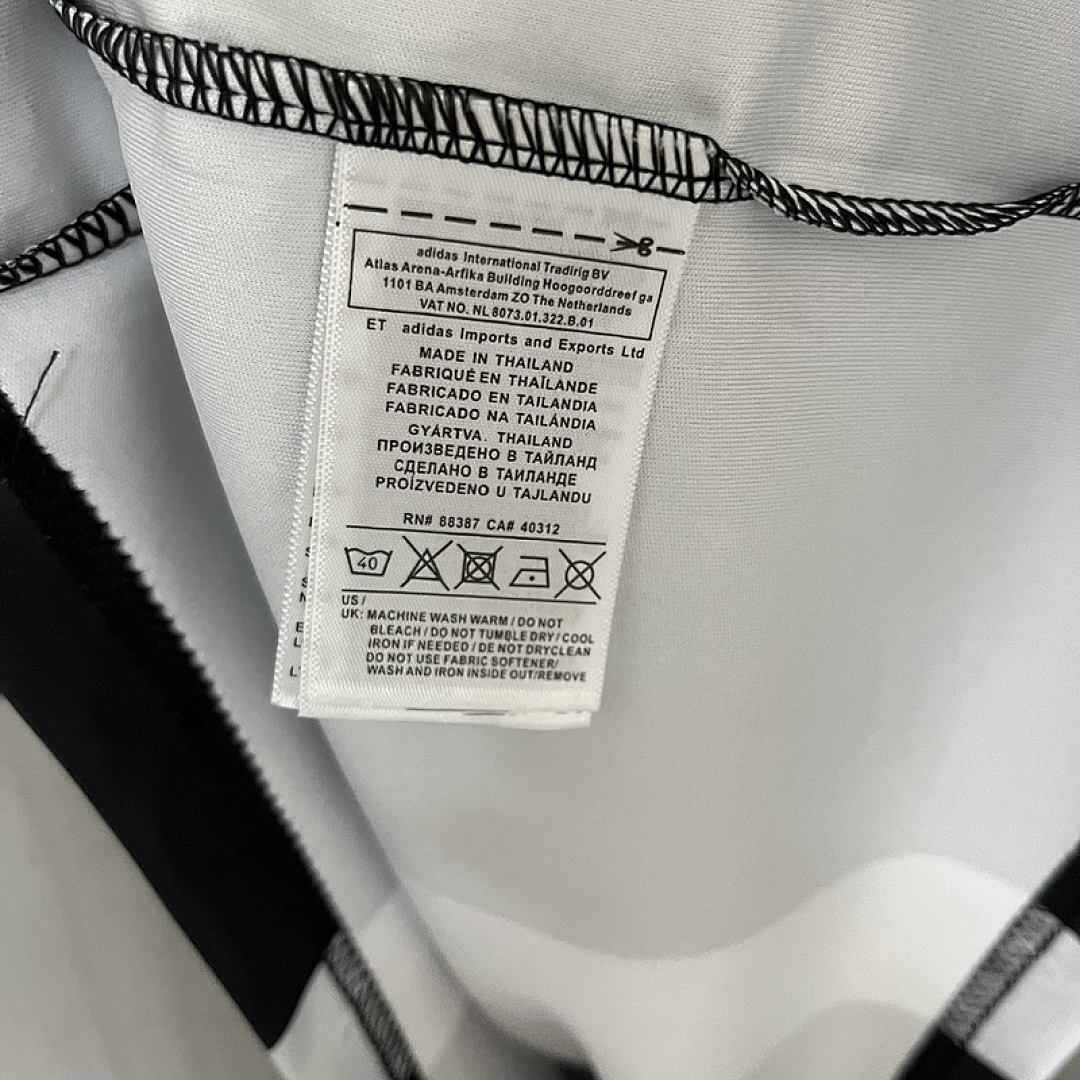 adidas International Tradirig BV
Atlas Arena-Arfika Building Hoogoorddreef ga
1101 BA Amsterdam ZO The Netherlands
VAT NO. NL 8073.01.322.B.01
ET adidas Imports and Exports Ltd
MADE IN THAILAND
FABRIQUÉ EN THAÏLANDE
FABRICADO EN TAILANDIA
FABRICADO NA TAILÁNDIA
GYÁRTVA. THAILAND
ПРОИЗВЕДЕНО В ТАЙЛАНД
СДЕЛАНО В ТАИЛАНДЕ
PROÍZVEDENO U TAJLANDU
RN# 88387 CA# 40312
40
US /
UK: MACHINE WASH WARM / DO NOT
BLEACH / DO NOT TUMBLE DRY / COOL
IRON IF NEEDED / DE NOT DRYCLEAN
DO NOT USE FABRIC SOFTENER/
WASH AND IRON INSIDE OUT/REMOVE